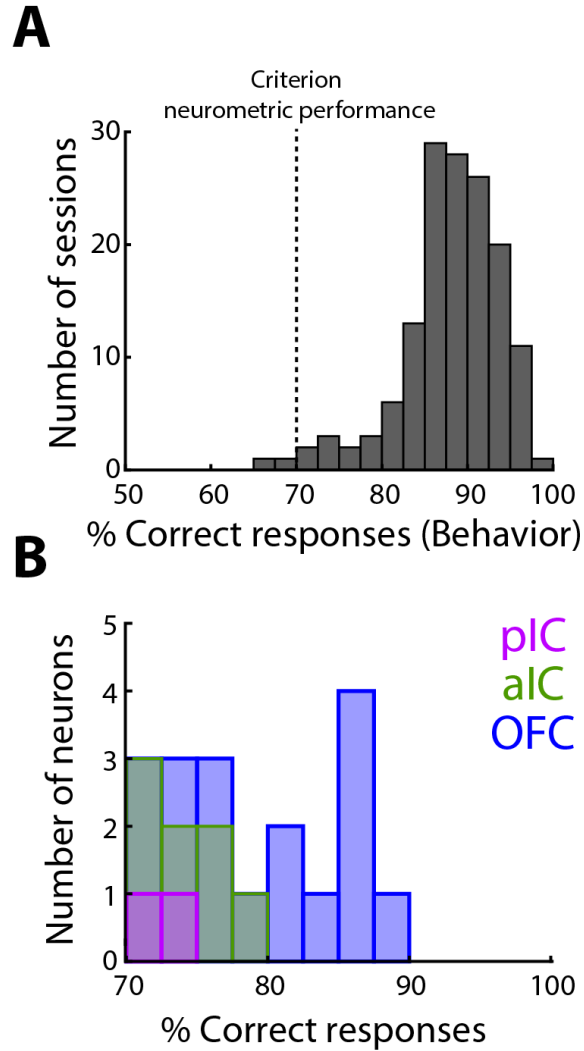 A
Criterion
neurometric performance
Number of sessions
30
20
10
0
50 60 70 80 90 100
% Correct responses (Behavior)
B
Number of neurons
5
4
3
2
1
0
pIC
aIC
OFC
70 80 90 100
% Correct responses